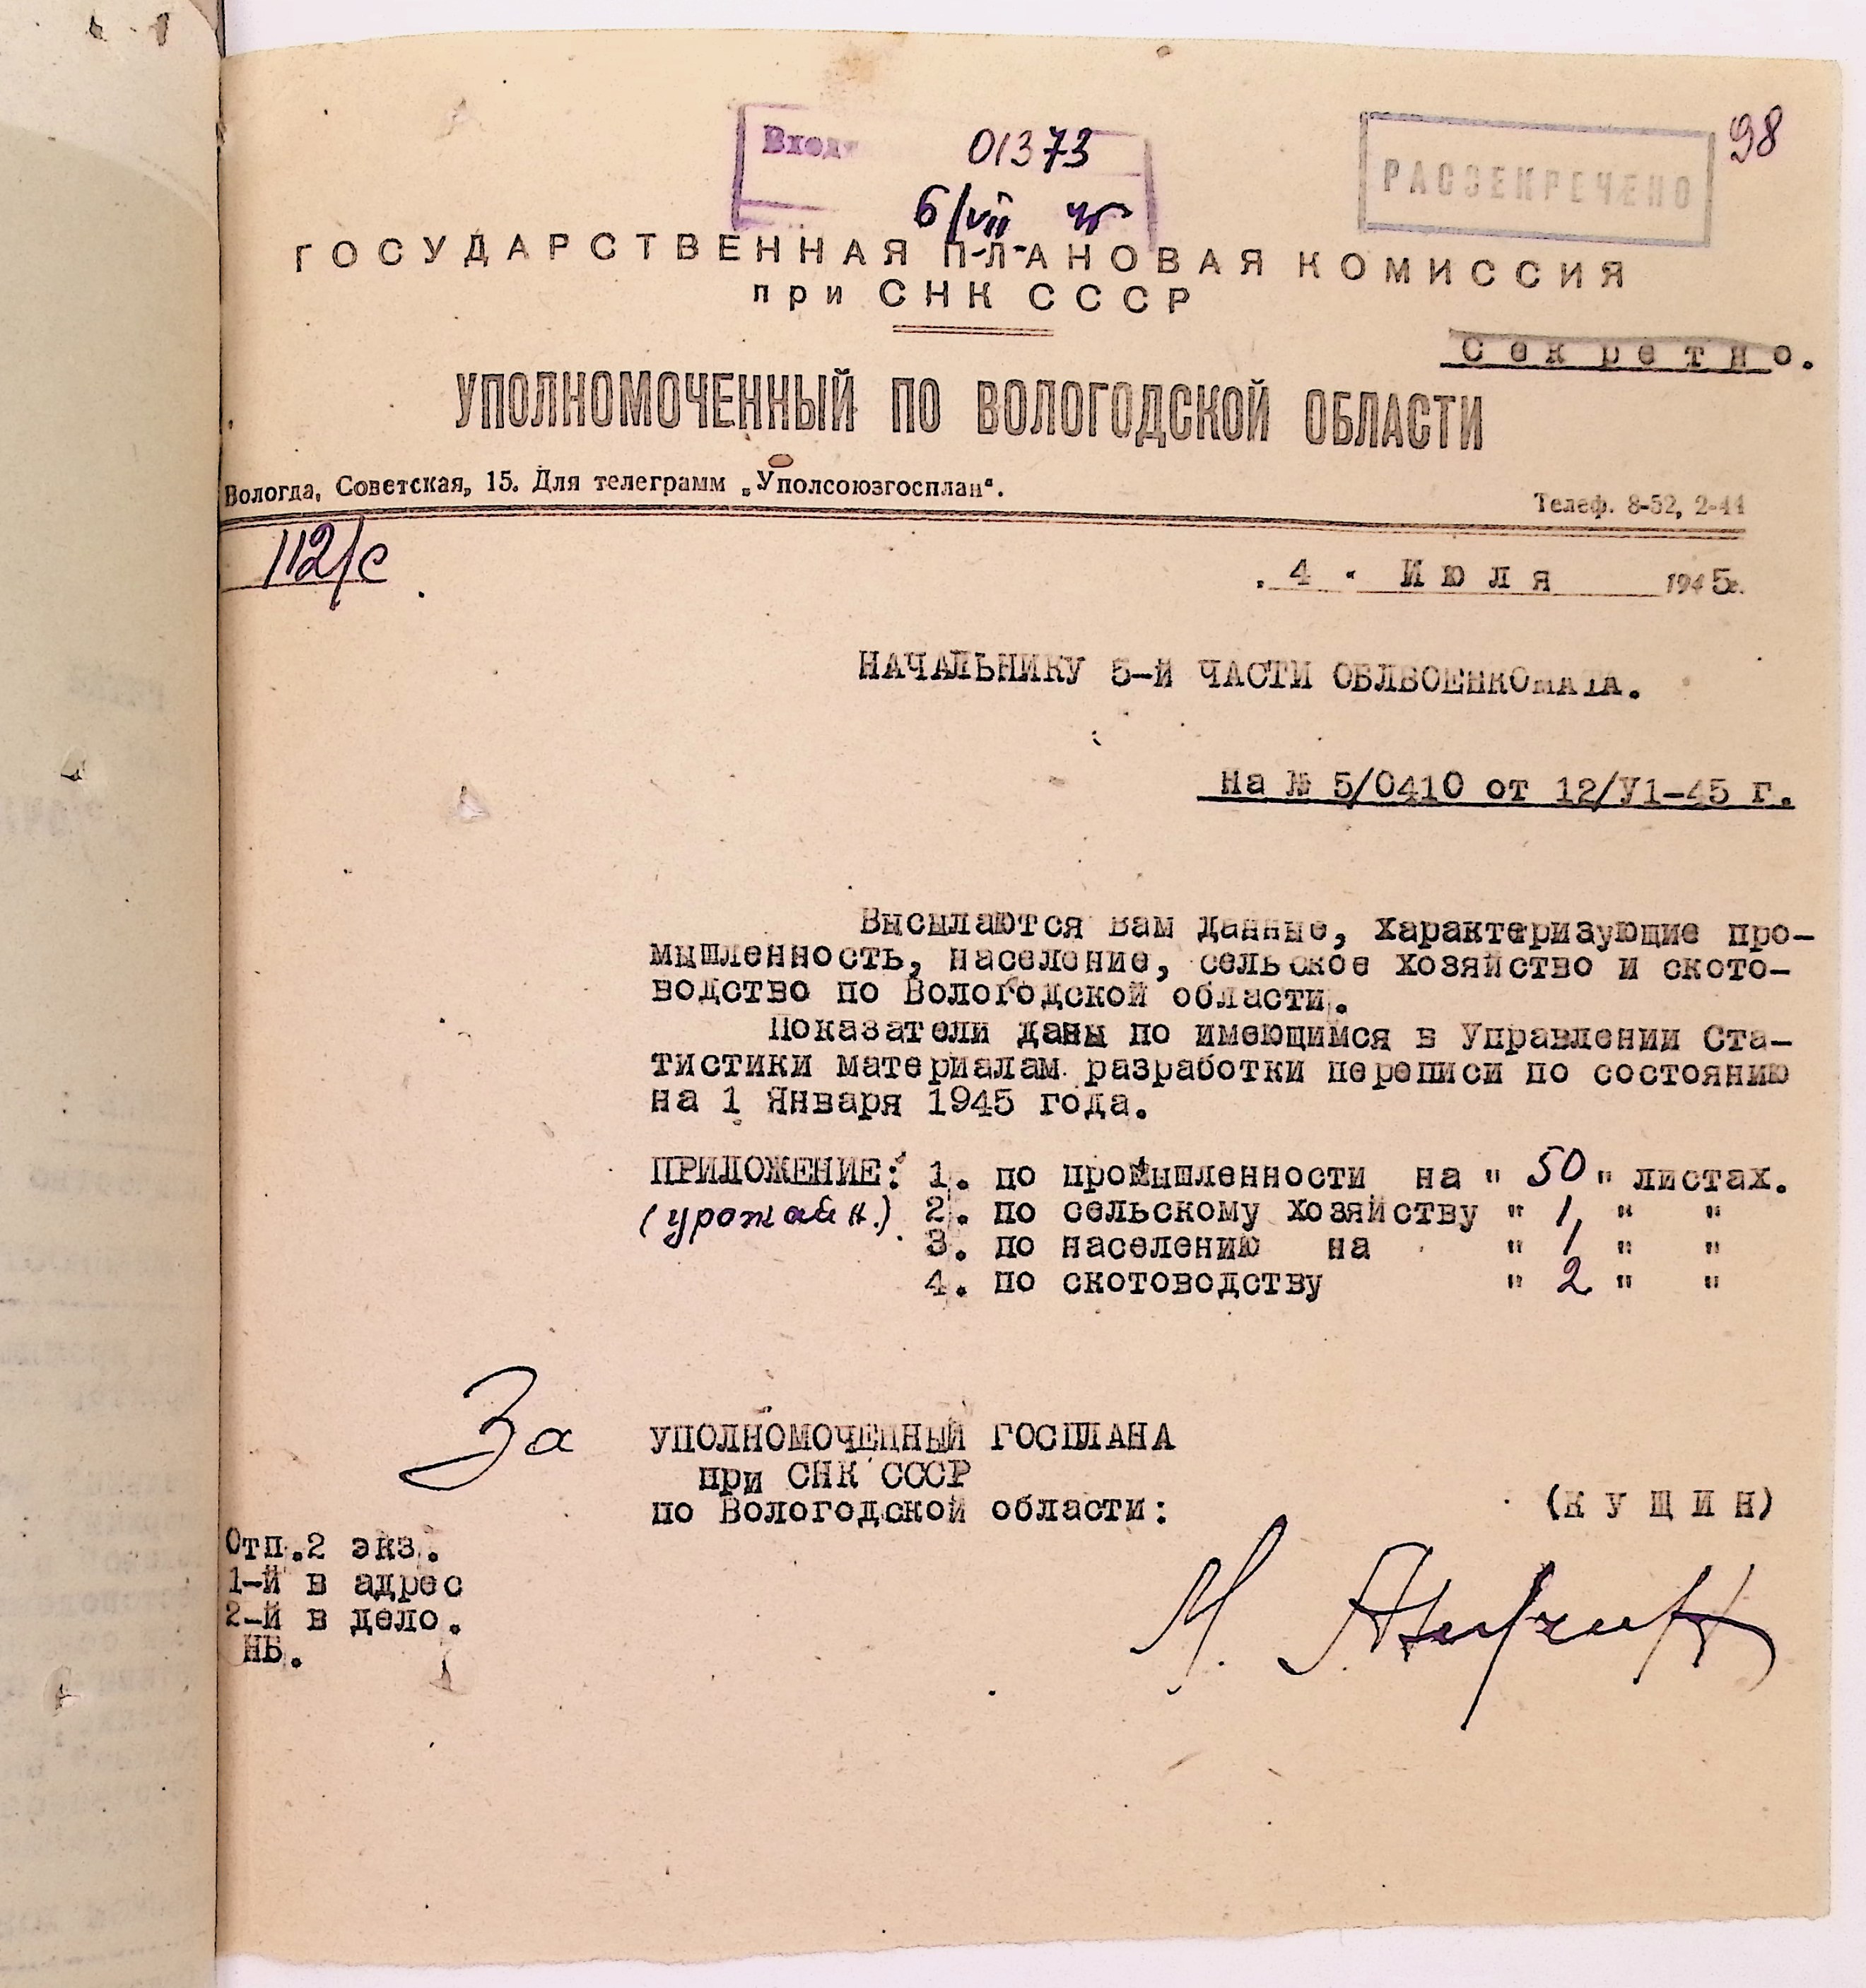 98
01373
6/VII 45
РАССЕКРЕЧЕНО
ГОСУДАРСТВЕННАЯ ПЛАНОВАЯ КОМИССИЯ
при СНК СССР
Секретно.
УПОЛНОМОЧЕННЫЙ ПО ВОЛОГОДСКОЙ ОБЛАСТИ
Вологда, Советская, 15. Для телеграмм „Уполсоюзгосплан“.
Телеф. 8-52, 2-44
112/с
„ 4 “ Июля 1945г.
НАЧАЛЬНИКУ 5-й ЧАСТИ ОБЛВОЕНКОМАТА.
На № 5/0410 от 12/У1-45 г.
Высылаются Вам данные, характеризующие про-
мышленность, население, сельское хозяйство и ското-
водство по Вологодской области.
Показатели даны по имеющимся в Управлении Ста-
тистики материалам разработки переписи по состоянию
на 1 Января 1945 года.
ПРИЛОЖЕНИЕ: 1. по промышленности на " 50 " листах.
(урожайн.) 2. по сельскому хозяйству " 1, " "
3. по населению на " 1 " "
4. по скотоводству " 2 " "
За УПОЛНОМОЧЕННЫЙ ГОСПЛАНА
при СНК СССР
по Вологодской области:
(КУЩИН)
Отп.2 экз.
1-й в адрес
2-й в дело.
НБ.